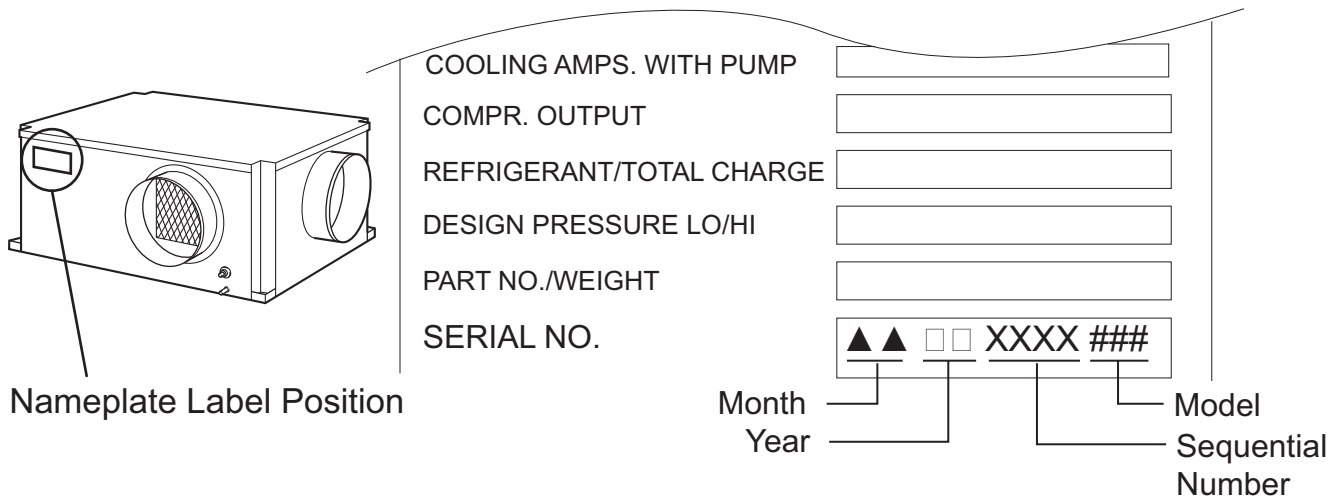 COOLING AMPS. WITH PUMP
COMPR. OUTPUT
REFRIGERANT/TOTAL CHARGE
DESIGN PRESSURE LO/HI
PART NO./WEIGHT
SERIAL NO.
▲▲ □□ XXXX ###
Nameplate Label Position
Month
Year
Model
Sequential
Number